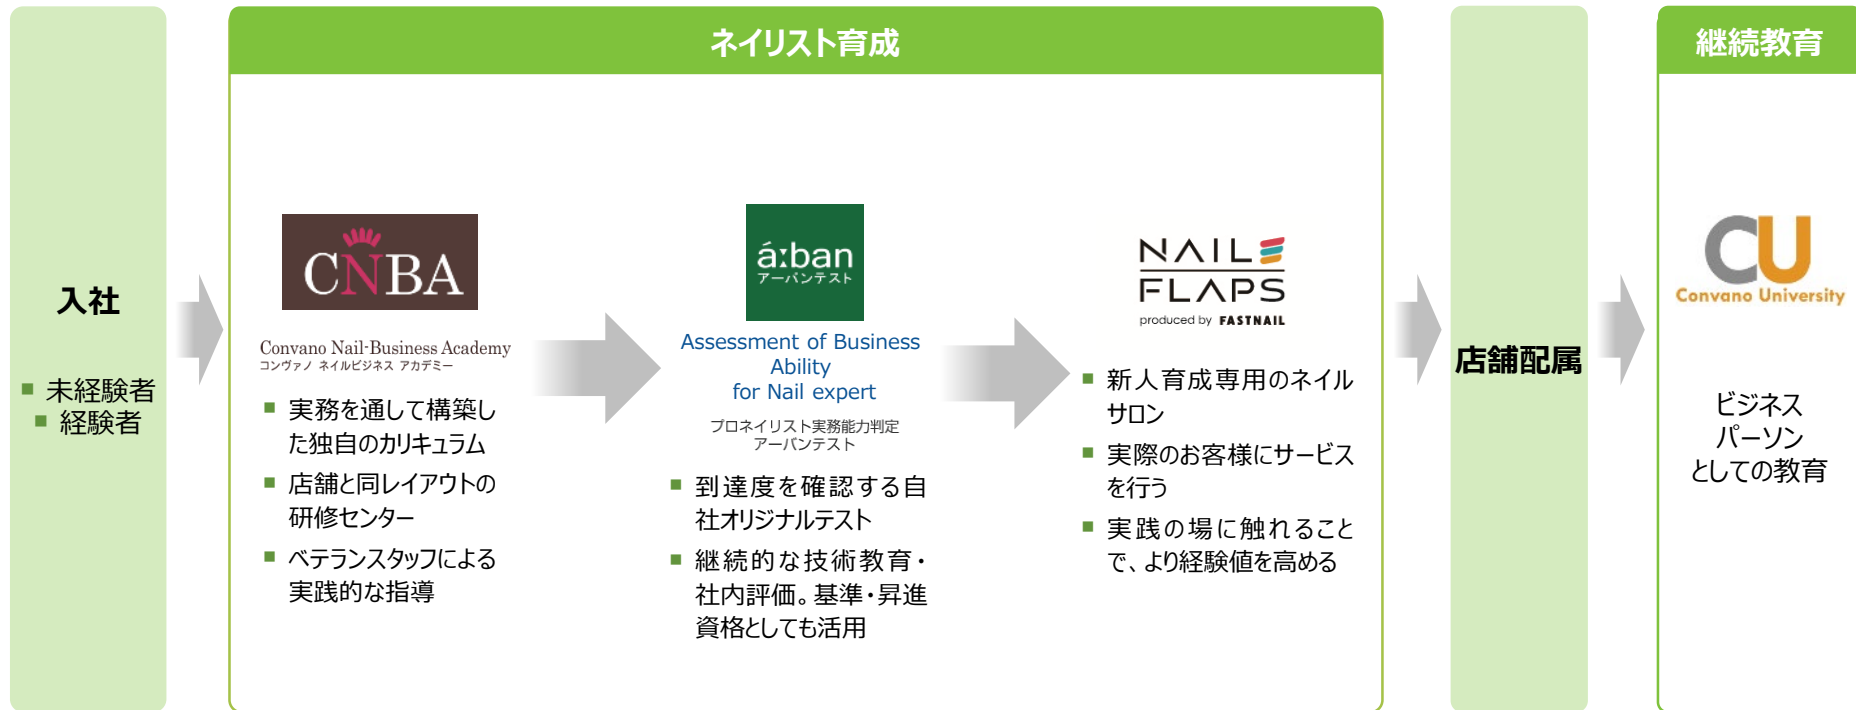 入社
■ 未経験者
■ 経験者
ネイリスト育成
CNBA
Convano Nail-Business Academy
コンヴァノ ネイルビジネス アカデミー
■ 実務を通して構築し
た独自のカリキュラム
■ 店舗と同レイアウトの
研修センター
■ ベテランスタッフによる
実践的な指導
á:ban
アーバンテスト
Assessment of Business
Ability
for Nail expert
プロネイリスト実務能力判定
アーバンテスト
■ 到達度を確認する自
社オリジナルテスト
■ 継続的な技術教育・
社内評価。基準・昇進
資格としても活用
NAIL
FLAPS
produced by FASTNAIL
■ 新人育成専用のネイル
サロン
■ 実際のお客様にサービス
を行う
■ 実践の場に触れること
で、より経験値を高める
店舗配属
継続教育
CU
Convano University
ビジネス
パーソン
としての教育